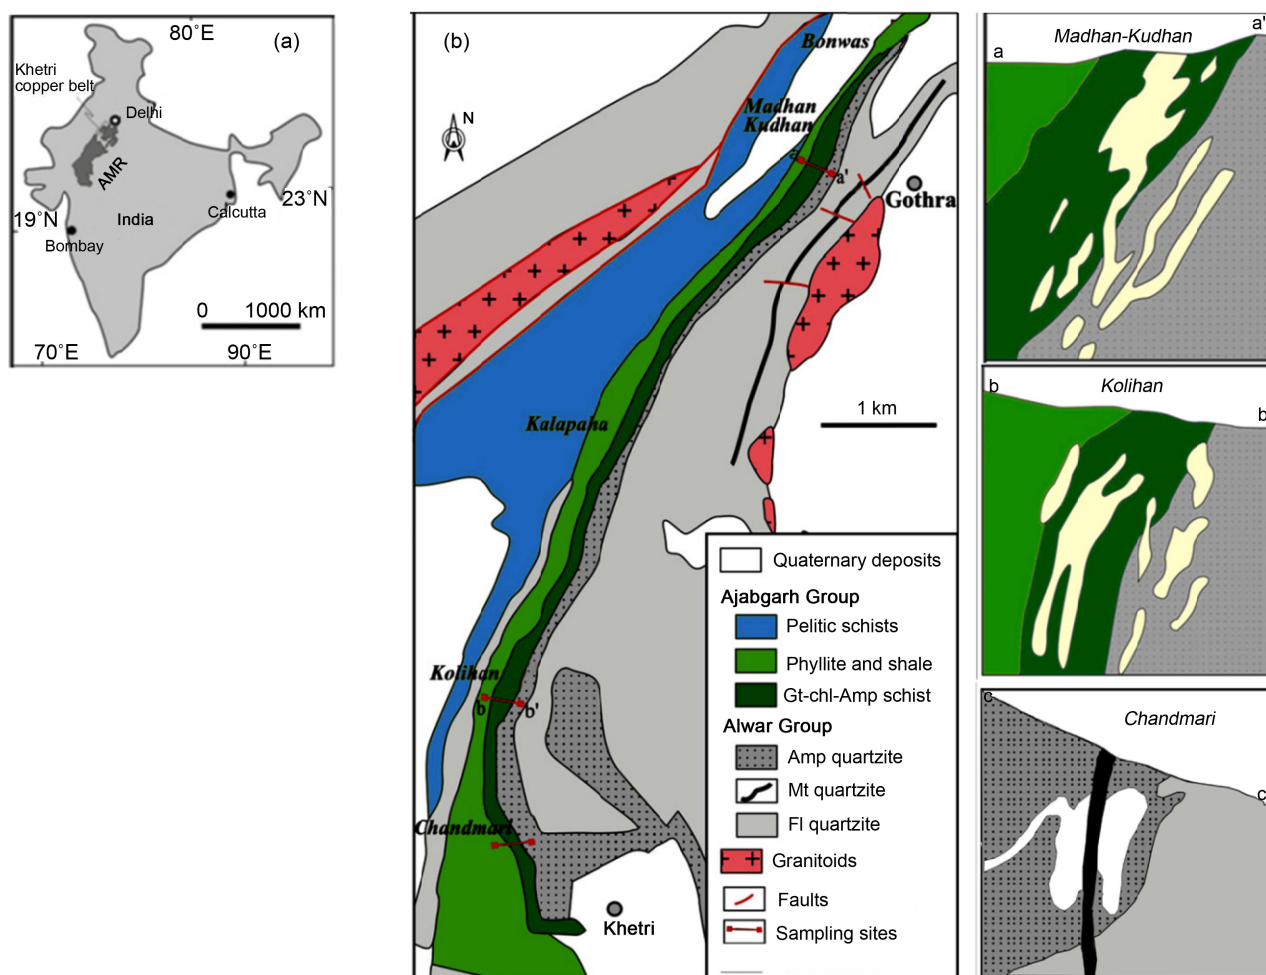 80°E
(a)
Khetri
copper belt
Delhi
AMR
India
Calcutta
23°N
19°N
Bombay
0 1000 km
70°E
90°E
(b)
N
Bonwas
Madhan
Kudhan
a
a'
Gothra
1 km
Kalapaha
Kolihan
b
b'
Chandmari
Khetri
Quaternary deposits
Ajabgarh Group
Pelitic schists
Phyllite and shale
Gt-chl-Amp schist
Alwar Group
Amp quartzite
Mt quartzite
Fl quartzite
Granitoids
Faults
Sampling sites
Madhan-Kudhan
a
a'
Kolihan
b
b
Chandmari
c
c